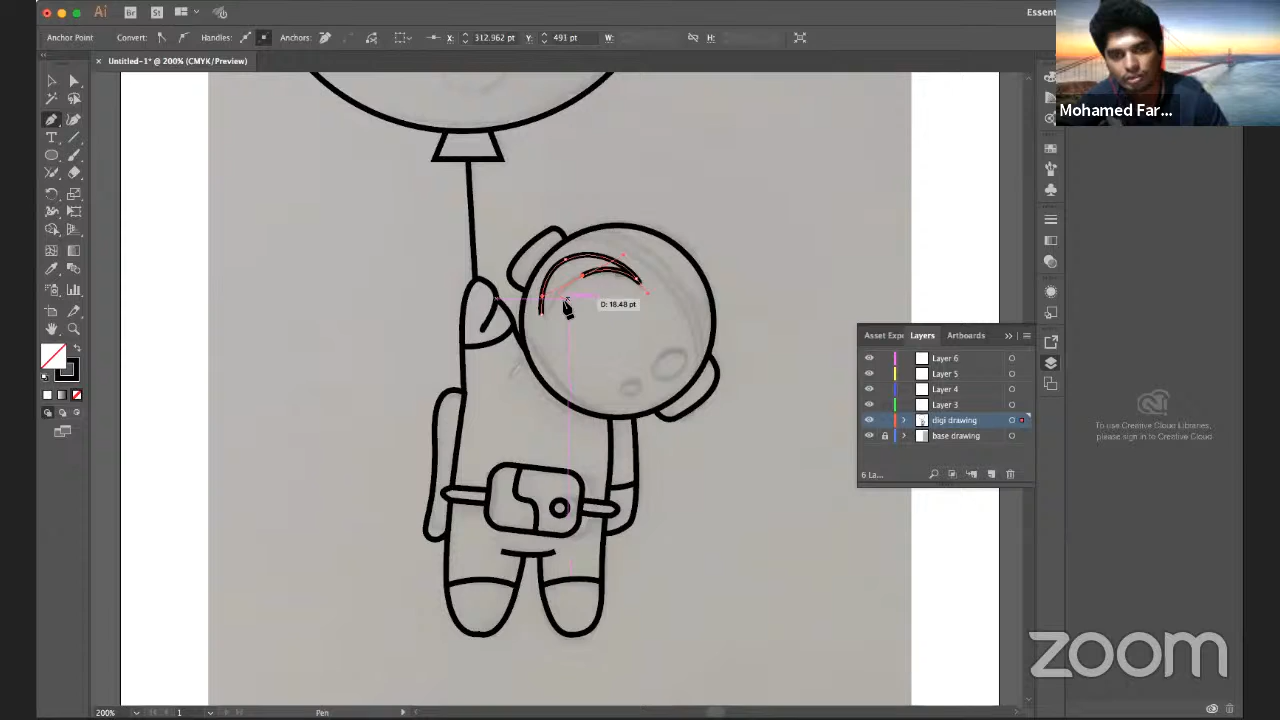 Ai Br St Essent
Anchor Point Convert: Handles: Anchors: X: 312.962 pt Y: 491 pt W: H:
× Untitled-1* @ 200% (CMYK/Preview)
Mohamed Far...
D: 18.48 pt
Asset Expo Layers Artboards
Layer 6
Layer 5
Layer 4
Layer 3
digi drawing
base drawing
6 La...
To use Creative Cloud Libraries,
please sign in to Creative Cloud
zoom
200% 1 Pen